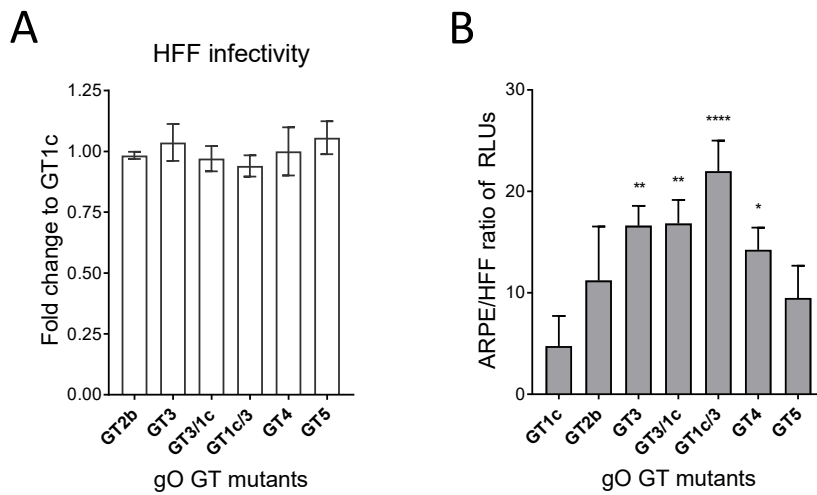 A
HFF infectivity
Fold change to GT1c
1.25
1.00
0.75
0.50
0.25
0.00
GT2b
GT3
GT3/1c
GT1c/3
GT4
GT5
gO GT mutants
B
ARPE/HFF ratio of RLUs
30
20
10
0
**
**
****
*
GT1c
GT2b
GT3
GT3/1c
GT1c/3
GT4
GT5
gO GT mutants